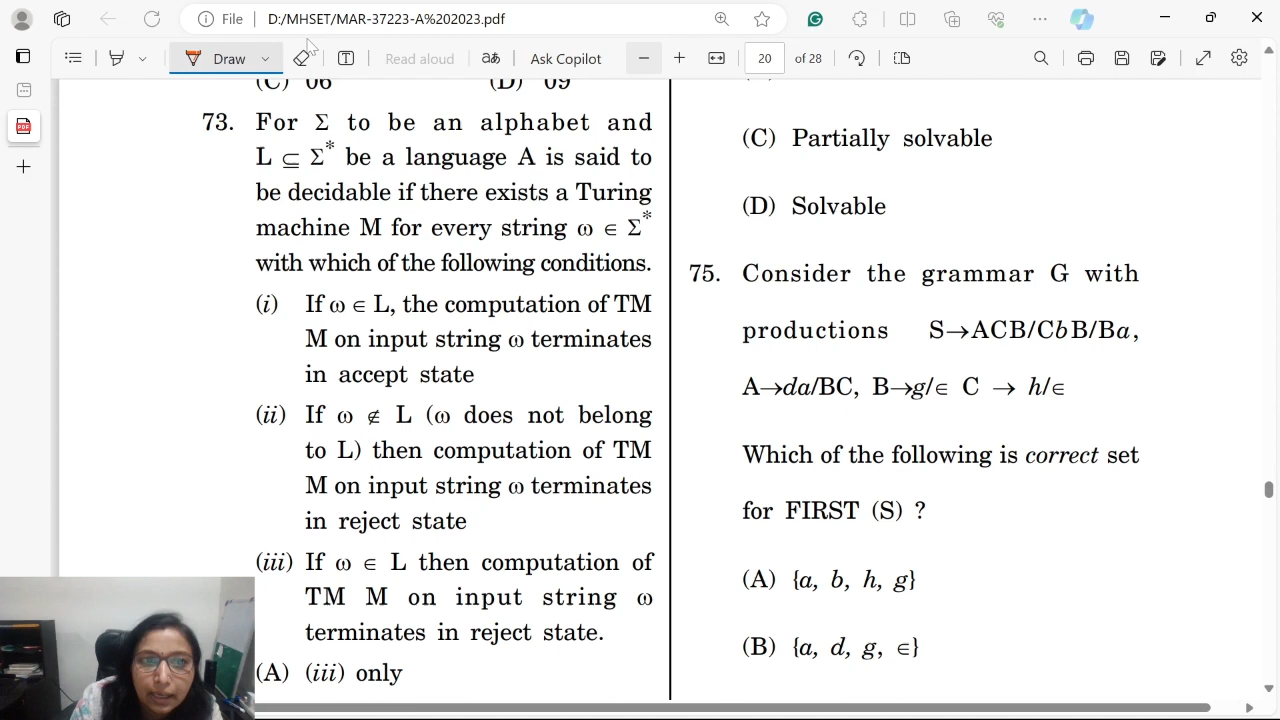 File
D:/MHSET/MAR-37223-A%202023.pdf
Draw
Read aloud
Ask Copilot
20 of 28
(C) 06 (D) 09
73. For Σ to be an alphabet and
L ⊆ Σ* be a language A is said to
be decidable if there exists a Turing
machine M for every string ω ∈ Σ*
with which of the following conditions.
(i) If ω ∈ L, the computation of TM
M on input string ω terminates
in accept state
(ii) If ω ∉ L (ω does not belong
to L) then computation of TM
M on input string ω terminates
in reject state
(iii) If ω ∈ L then computation of
TM M on input string ω
terminates in reject state.
(A) (iii) only
(C) Partially solvable
(D) Solvable
75. Consider the grammar G with
productions S→ACB/CbB/Ba,
A→da/BC, B→g/∈ C → h/∈
Which of the following is correct set
for FIRST (S) ?
(A) {a, b, h, g}
(B) {a, d, g, ∈}